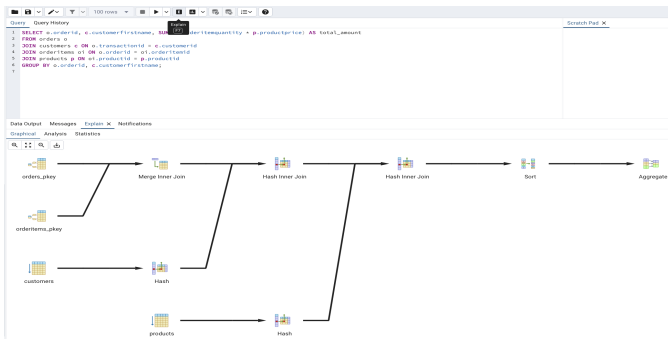 100 rows
Query Query History
Explain
F7
Scratch Pad
1 SELECT o.orderid, c.customerfirstname, SUM orderitemquantity * p.productprice) AS total_amount
2 FROM orders o
3 JOIN customers c ON o.transactionid = c.customerid
4 JOIN orderitems oi ON o.orderid = oi.orderitemid
5 JOIN products p ON oi.productid = p.productid
6 GROUP BY o.orderid, c.customerfirstname;
7
Data Output Messages Explain Notifications
Graphical Analysis Statistics
orders_pkey Merge Inner Join Hash Inner Join Hash Inner Join Sort Aggregate
orderitems_pkey
customers Hash
products Hash